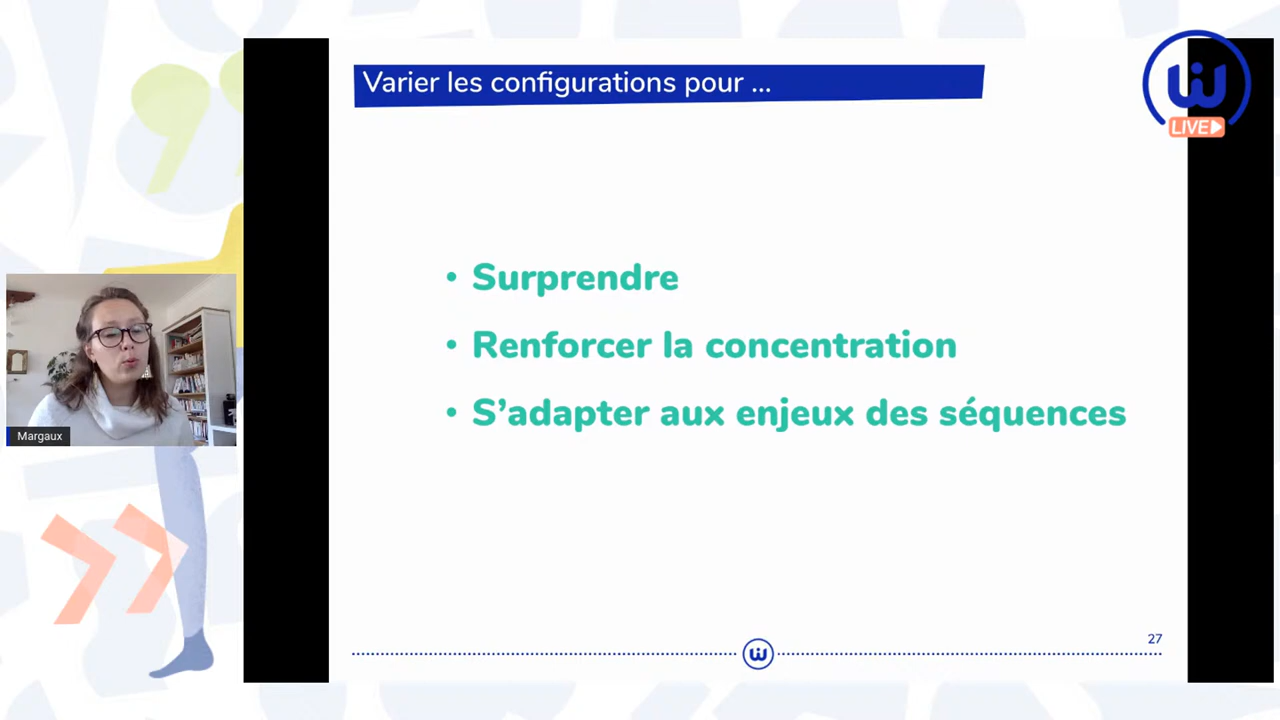 Varier les configurations pour ...
LIVE
• Surprendre
• Renforcer la concentration
• S’adapter aux enjeux des séquences
Margaux
27